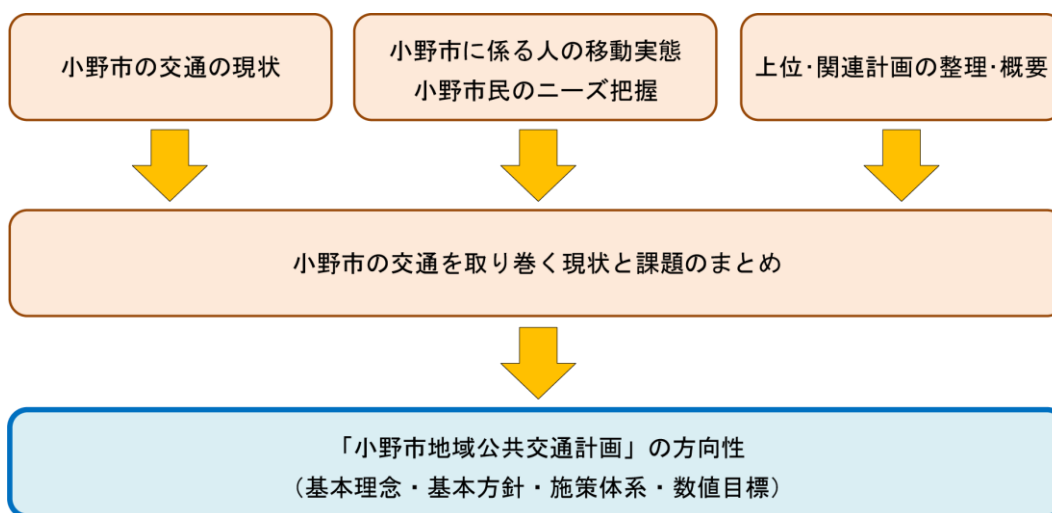 小野市の交通の現状
小野市に係る人の移動実態
小野市民のニーズ把握
上位･関連計画の整理･概要
小野市の交通を取り巻く現状と課題のまとめ
「小野市地域公共交通計画」の方向性
（基本理念・基本方針・施策体系・数値目標）